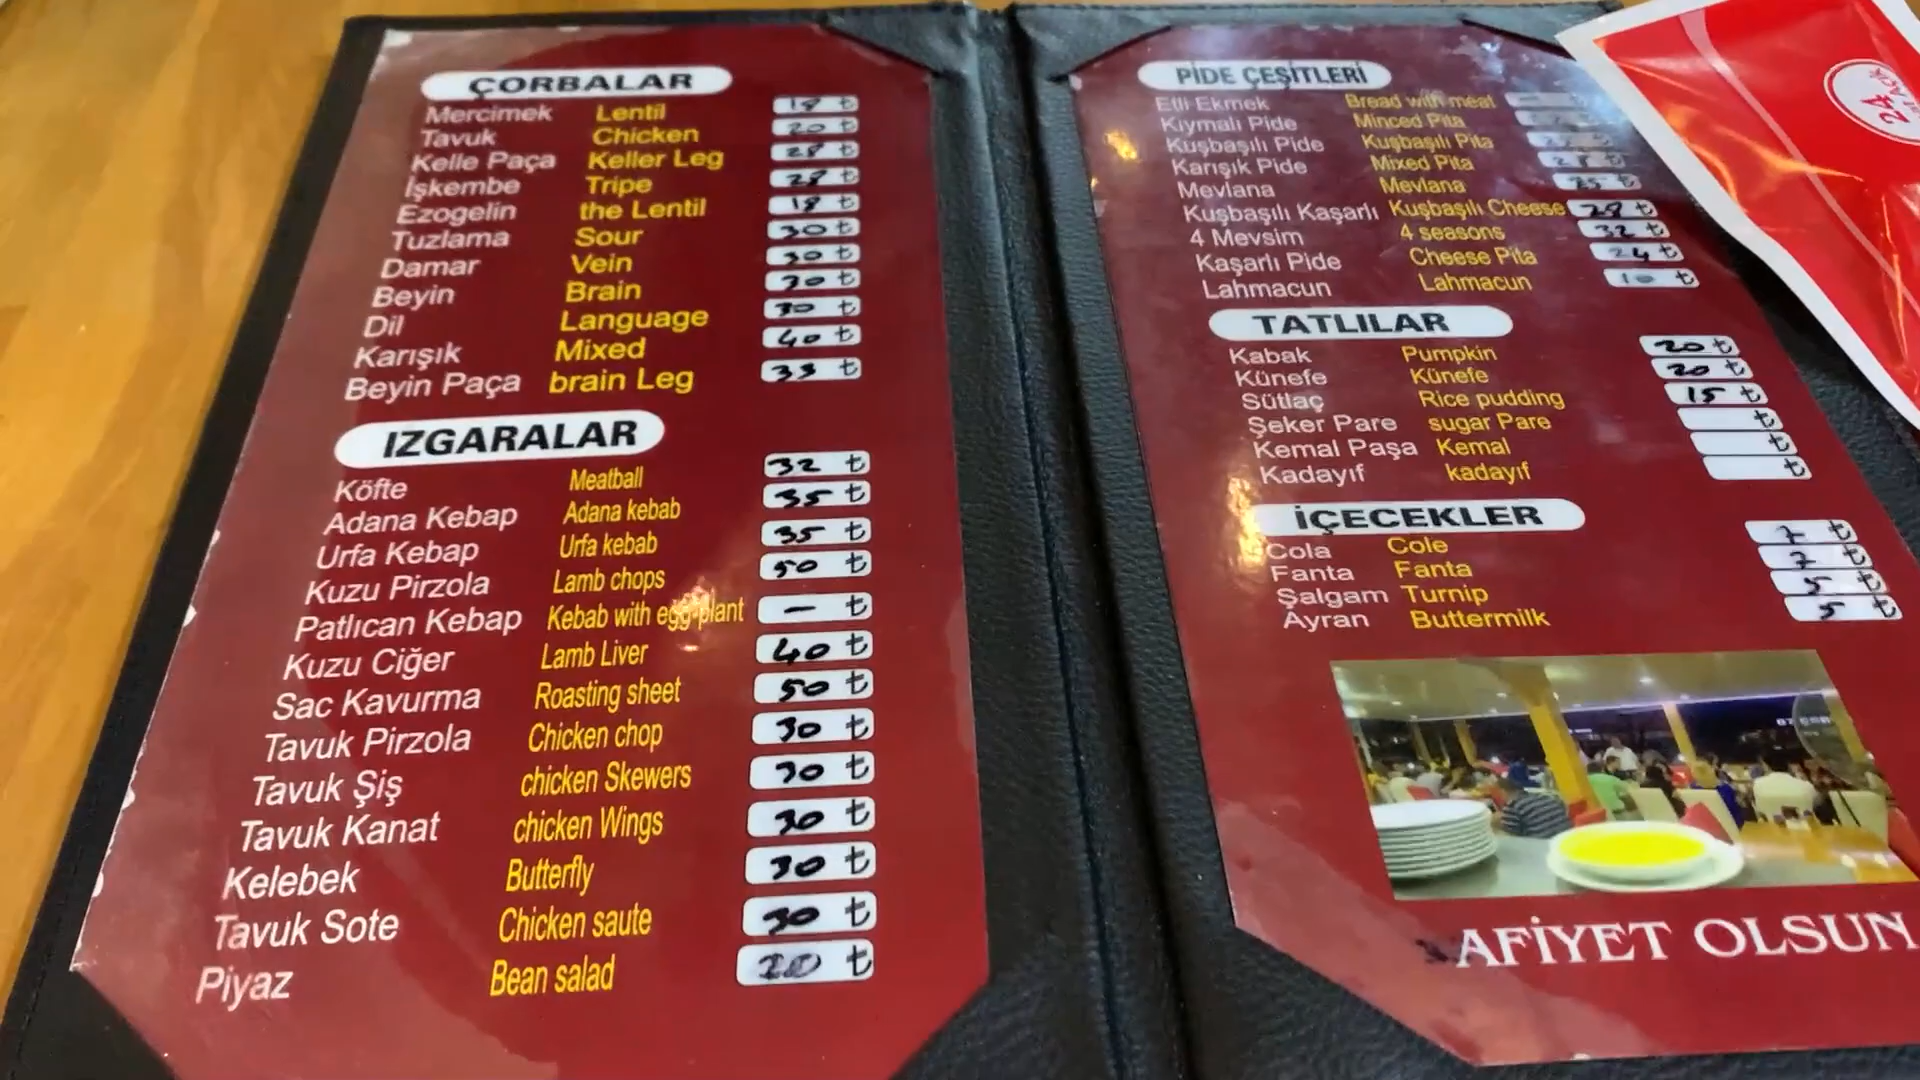 ÇORBALAR
Mercimek Lentil 18 ₺
Tavuk Chicken 20 ₺
Kelle Paça Keller Leg 28 ₺
İşkembe Tripe 28 ₺
Ezogelin the Lentil 18 ₺
Tuzlama Sour 30 ₺
Damar Vein 30 ₺
Beyin Brain 30 ₺
Dil Language 30 ₺
Karışık Mixed 40 ₺
Beyin Paça brain Leg 33 ₺
IZGARALAR
Köfte Meatball 32 ₺
Adana Kebap Adana kebab 35 ₺
Urfa Kebap Urfa kebab 35 ₺
Kuzu Pirzola Lamb chops 50 ₺
Patlıcan Kebap Kebab with egg-plant — ₺
Kuzu Ciğer Lamb Liver 40 ₺
Sac Kavurma Roasting sheet 50 ₺
Tavuk Pirzola Chicken chop 30 ₺
Tavuk Şiş chicken Skewers 30 ₺
Tavuk Kanat chicken Wings 30 ₺
Kelebek Butterfly 30 ₺
Tavuk Sote Chicken saute 30 ₺
Piyaz Bean salad ₺
PİDE ÇEŞİTLERİ
Etli Ekmek Bread with meat
Kıymalı Pide Minced Pita
Kuşbaşılı Pide Kuşbaşılı Pita
Karışık Pide Mixed Pita 28 ₺
Mevlana Mevlana 25 ₺
Kuşbaşılı Kaşarlı Kuşbaşılı Cheese 28 ₺
4 Mevsim 4 seasons 32 ₺
Kaşarlı Pide Cheese Pita 24 ₺
Lahmacun Lahmacun 10 ₺
TATLILAR
Kabak Pumpkin 20 ₺
Künefe Künefe 20 ₺
Sütlaç Rice pudding 15 ₺
Şeker Pare sugar Pare ₺
Kemal Paşa Kemal ₺
Kadayıf kadayıf ₺
İÇECEKLER
Cola Cole 7 ₺
Fanta Fanta 7 ₺
Şalgam Turnip 5 ₺
Ayran Buttermilk 5 ₺
AFİYET OLSUN
24